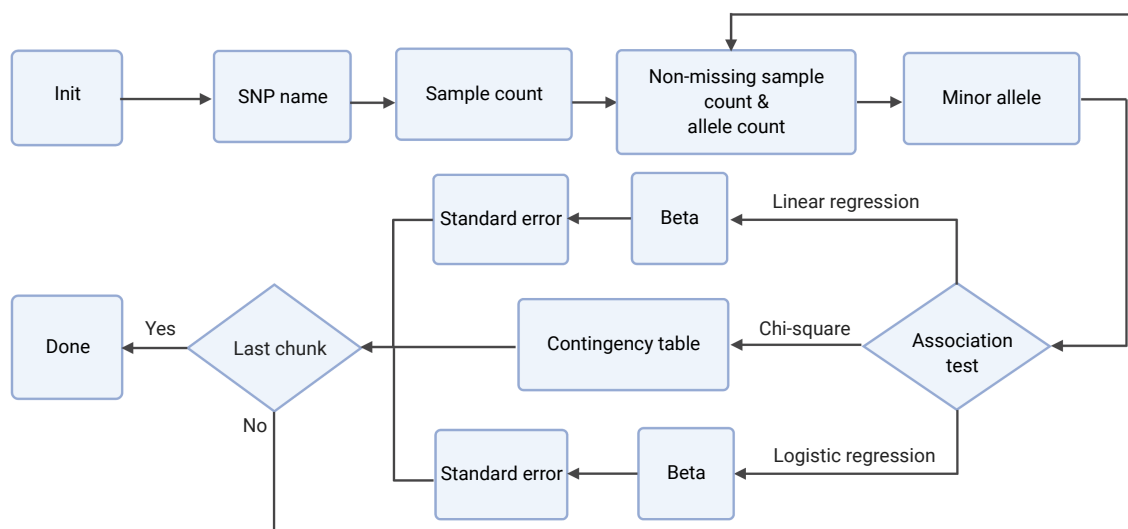 Init
SNP name
Sample count
Non-missing sample
count &
allele count
Minor allele
Standard error
Beta
Linear regression
Done
Yes
Last chunk
Contingency table
Chi-square
Association
test
No
Standard error
Beta
Logistic regression